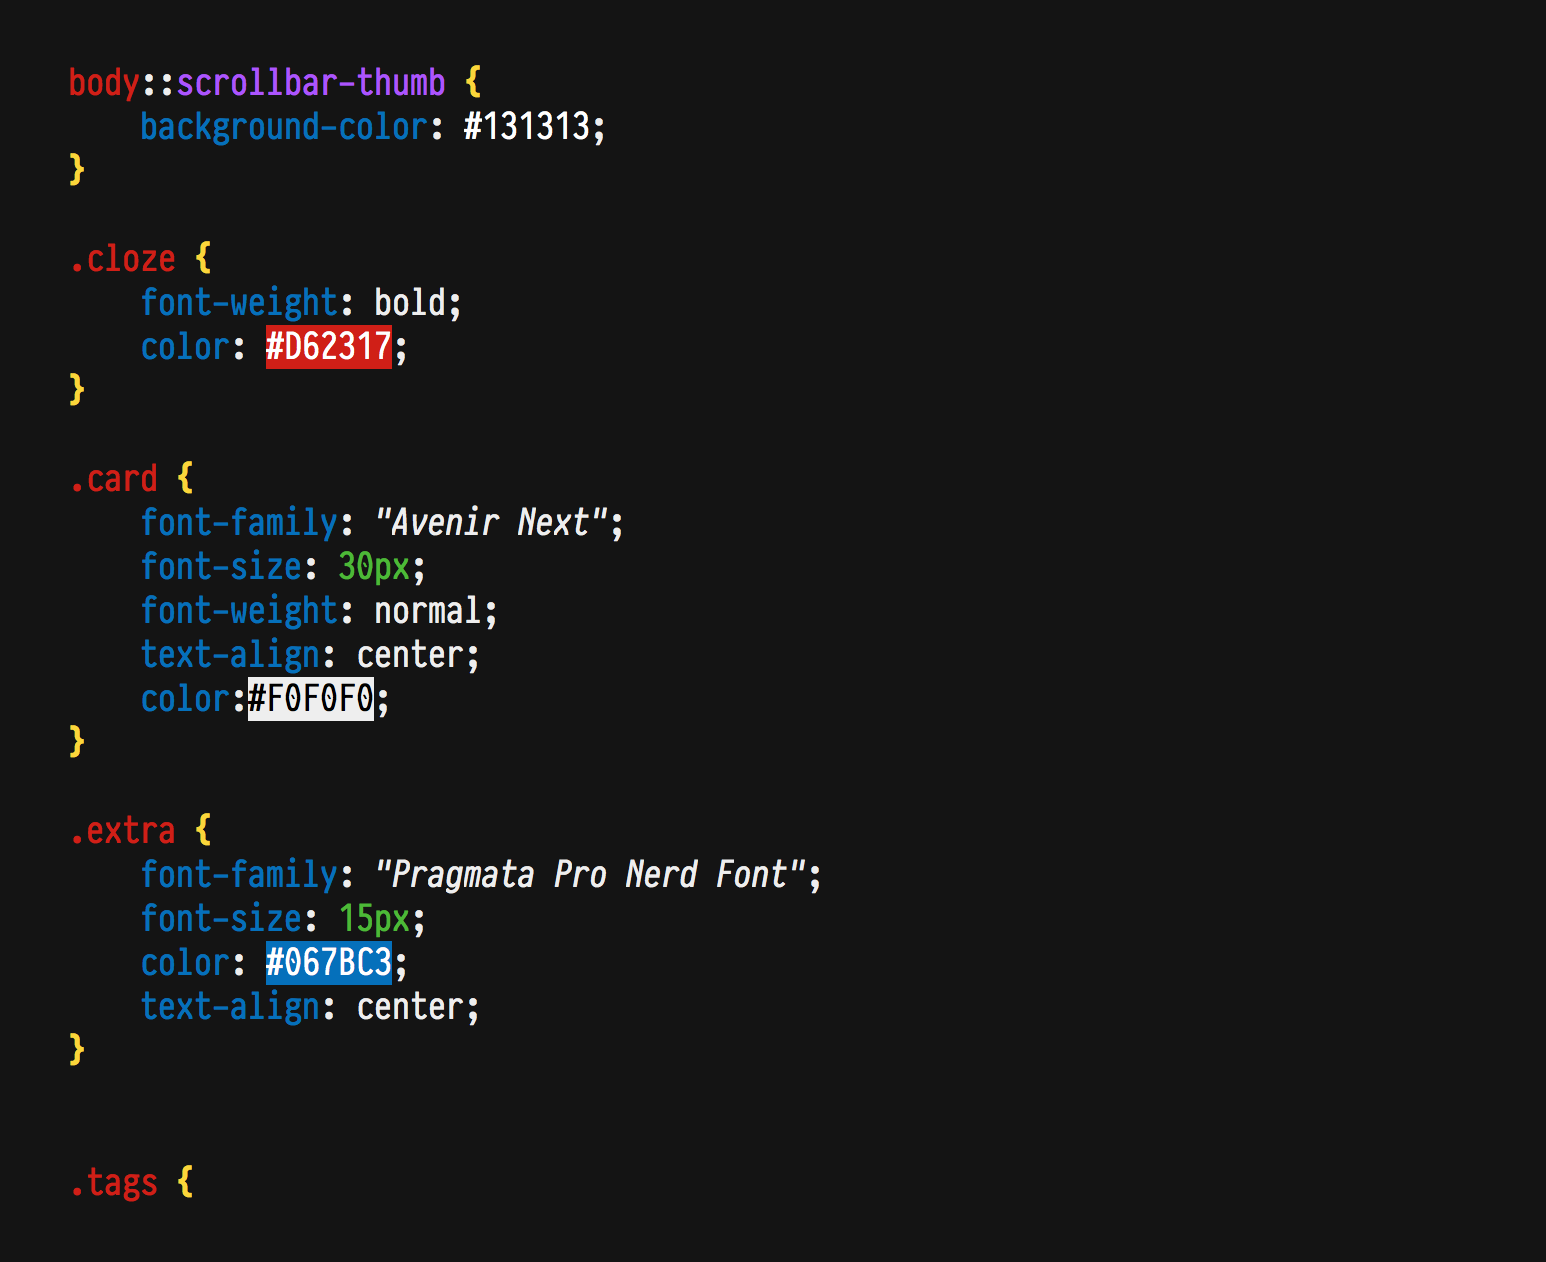 body::scrollbar-thumb {
    background-color: #131313;
}

.cloze {
    font-weight: bold;
    color: #D62317;
}

.card {
    font-family: "Avenir Next";
    font-size: 30px;
    font-weight: normal;
    text-align: center;
    color:#F0F0F0;
}

.extra {
    font-family: "Pragmata Pro Nerd Font";
    font-size: 15px;
    color: #067BC3;
    text-align: center;
}

.tags {